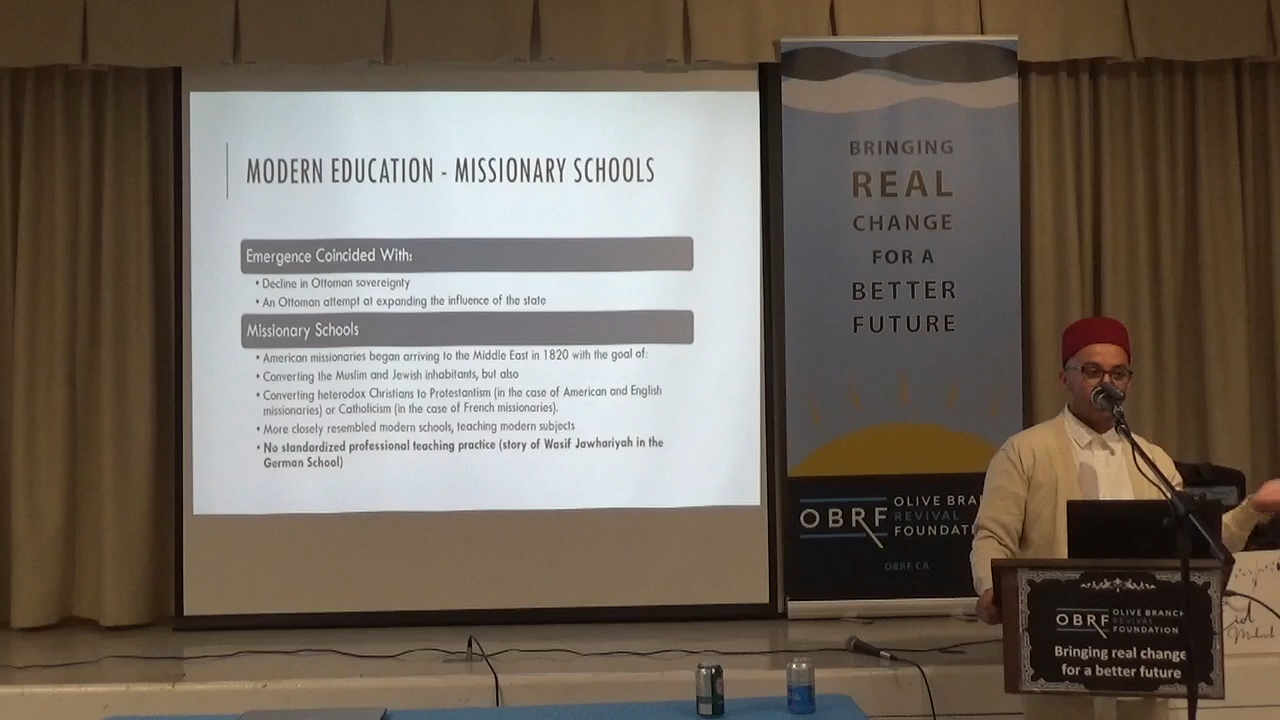 MODERN EDUCATION - MISSIONARY SCHOOLS
Emergence Coincided With:
• Decline in Ottoman sovereignty
• An Ottoman attempt at expanding the influence of the state
Missionary Schools
• American missionaries began arriving to the Middle East in 1820 with the goal of:
• Converting the Muslim and Jewish inhabitants, but also
• Converting heterodox Christians to Protestantism (in the case of American and English
missionaries) or Catholicism (in the case of French missionaries).
• More closely resembled modern schools, teaching modern subjects
• No standardized professional teaching practice (story of Wasif Jawhariyah in the
German School)
BRINGING
REAL
CHANGE
FOR A
BETTER
FUTURE
OBRF
OLIVE BRA
REVIVAL
FOUNDAT
OBRF.CA
OBRF
OLIVE BRANCH
REVIVAL
FOUNDATION
Bringing real change
for a better future